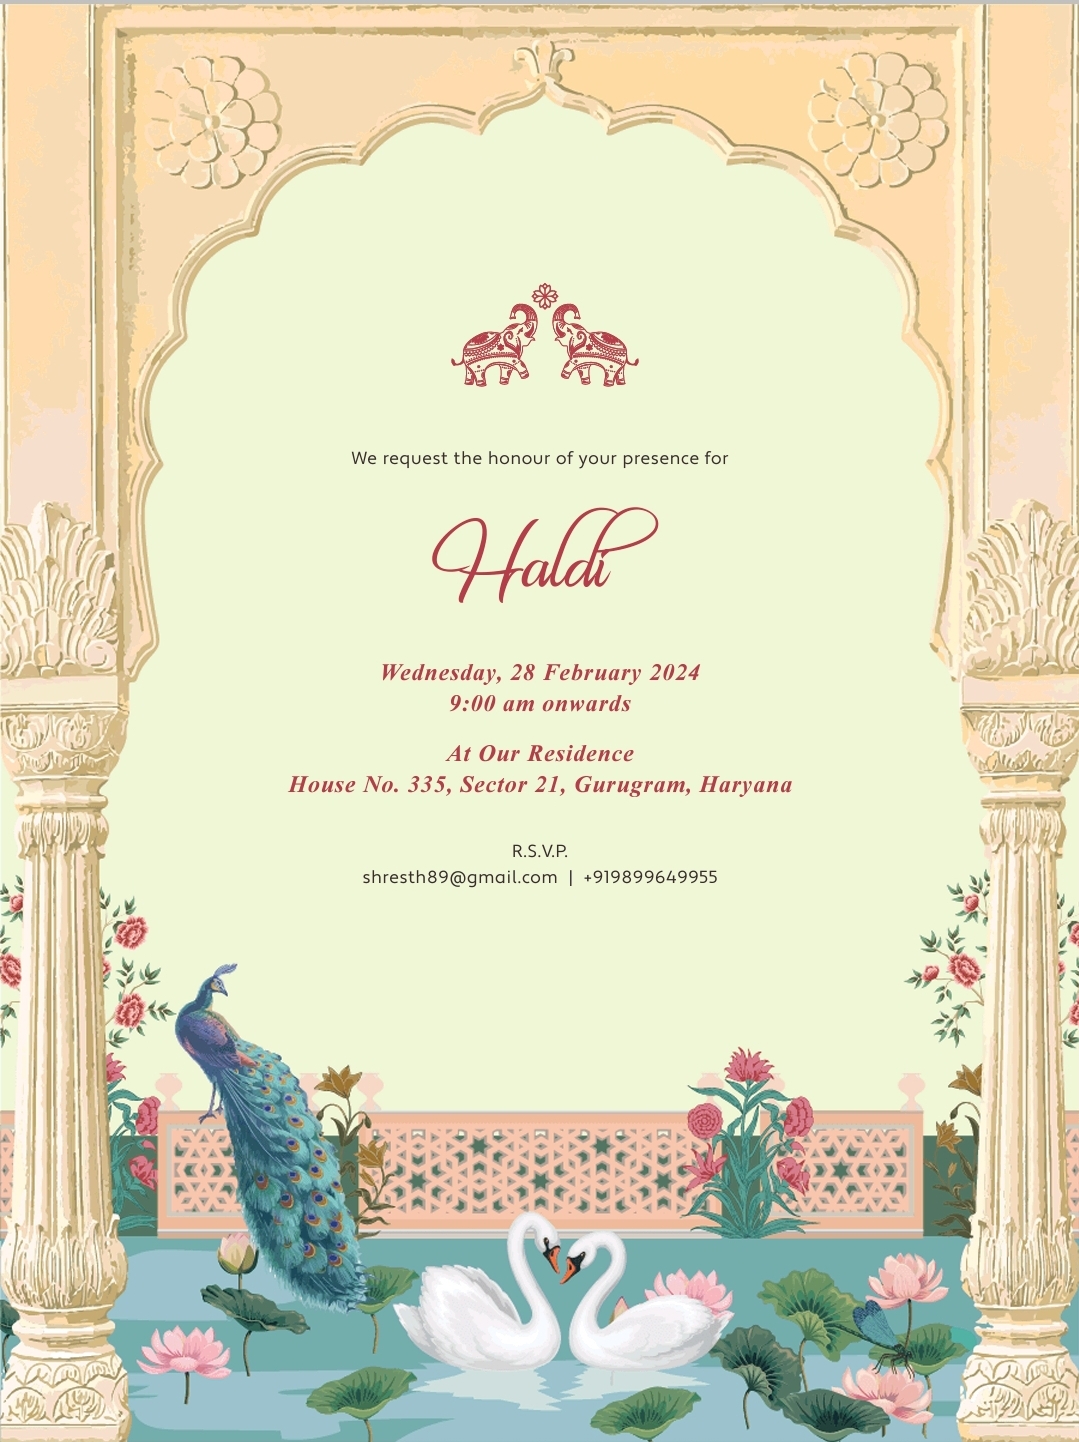 We request the honour of your presence for
Haldi
Wednesday, 28 February 2024
9:00 am onwards
At Our Residence
House No. 335, Sector 21, Gurugram, Haryana
R.S.V.P.
shresth89@gmail.com | +919899649955